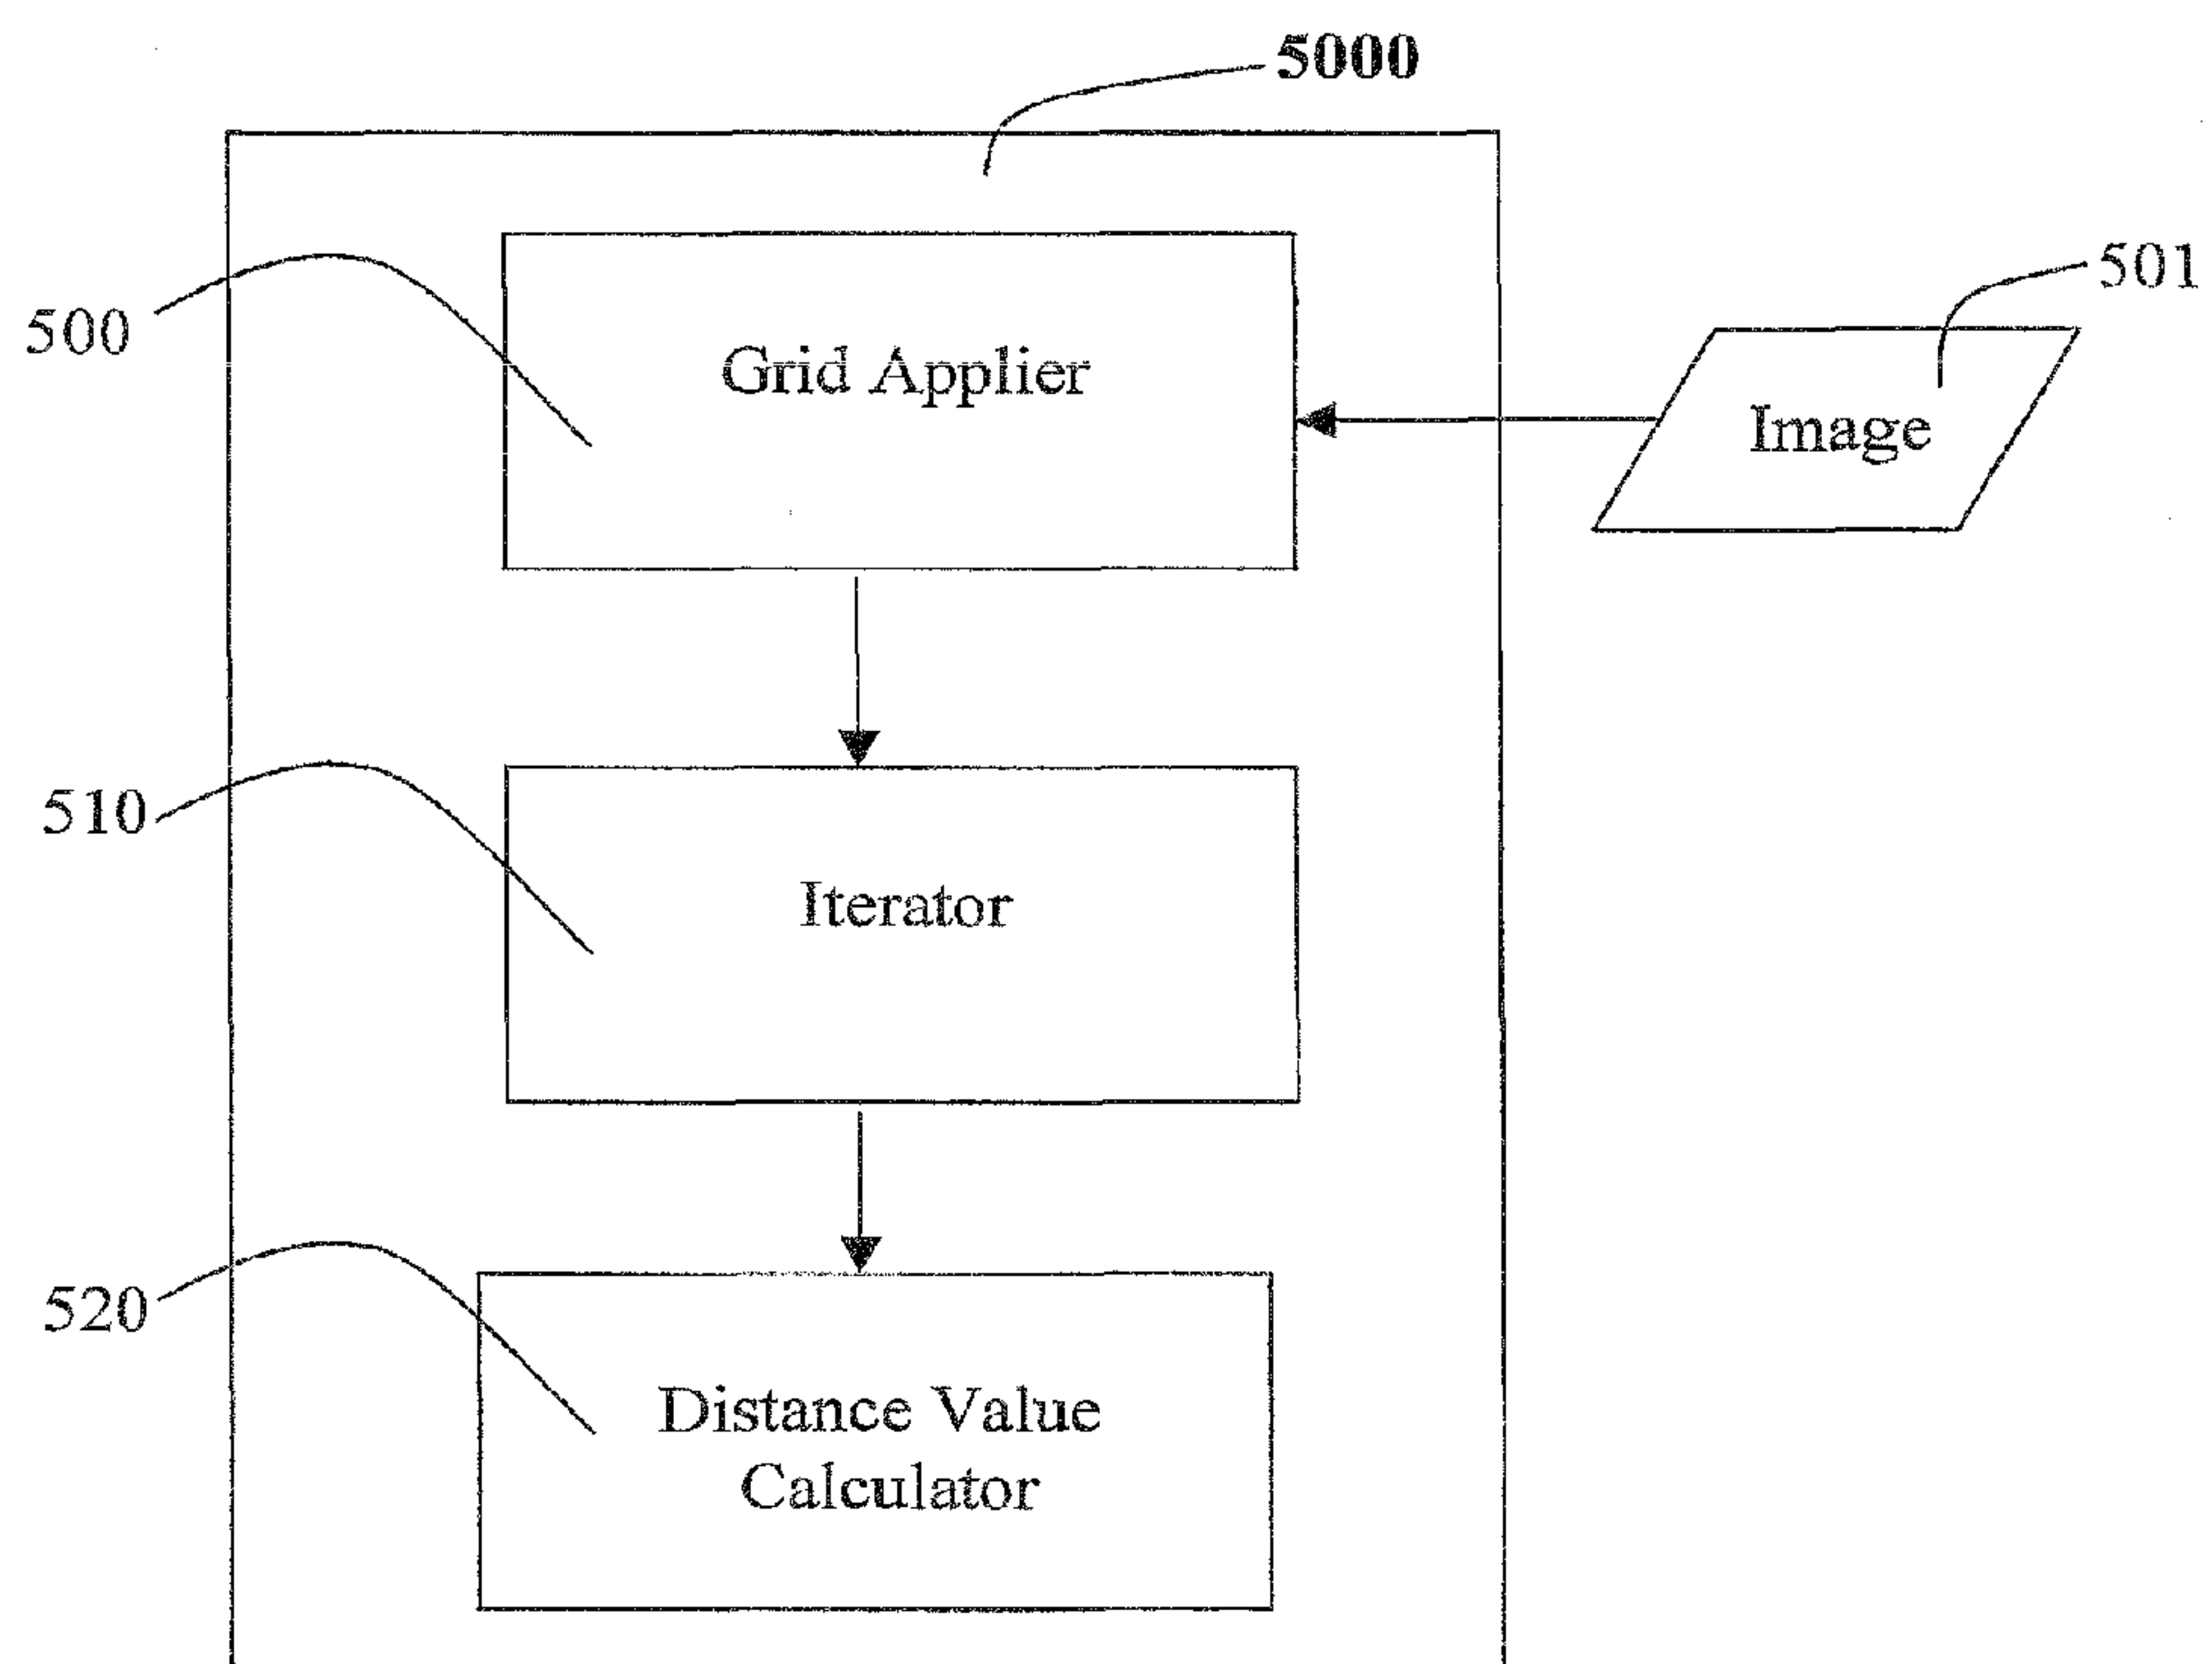 5000
501
500
Grid Applier
Image
510
Iterator
520
Distance Value
Calculator